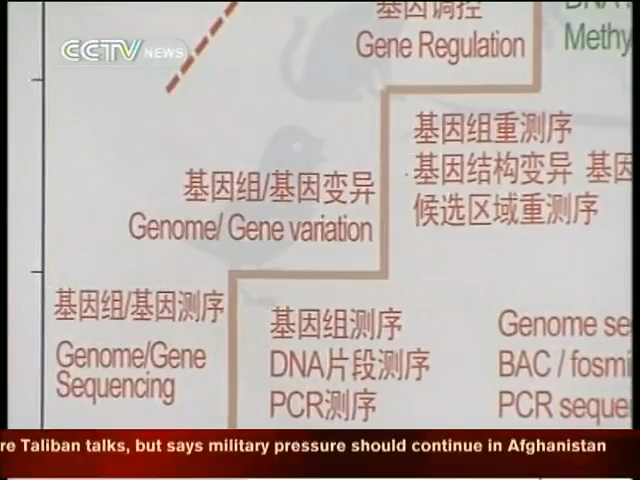 CCTV NEWS
基因调控
Gene Regulation
Methy
基因组重测序
基因结构变异 基因
候选区域重测序
基因组/基因变异
Genome/ Gene variation
基因组/基因测序
Genome/Gene
Sequencing
基因组测序
DNA片段测序
PCR测序
Genome se
BAC / fosmi
PCR seque
re Taliban talks, but says military pressure should continue in Afghanistan